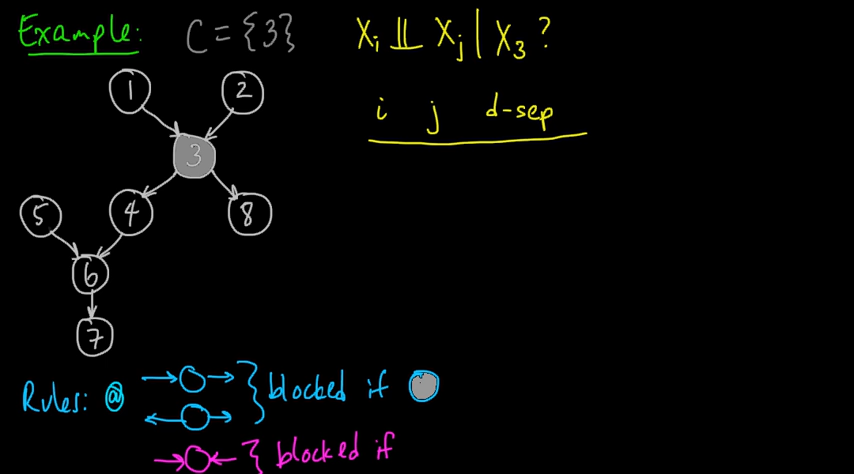 Example: C = {3} Xi ⫫ Xj | X3 ?
1 2
i j d-sep
3
5 4 8
6
7
Rules: @ → ○ → } blocked if
← ○ →
→ ○ ← } blocked if